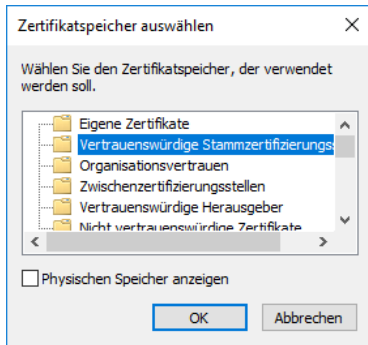 Zertifikatspeicher auswählen
Wählen Sie den Zertifikatspeicher, der verwendet
werden soll.
Eigene Zertifikate
Vertrauenswürdige Stammzertifizierungss
Organisationsvertrauen
Zwischenzertifizierungsstellen
Vertrauenswürdige Herausgeber
Nicht vertrauenswürdige Zertifikate
Physischen Speicher anzeigen
OK
Abbrechen